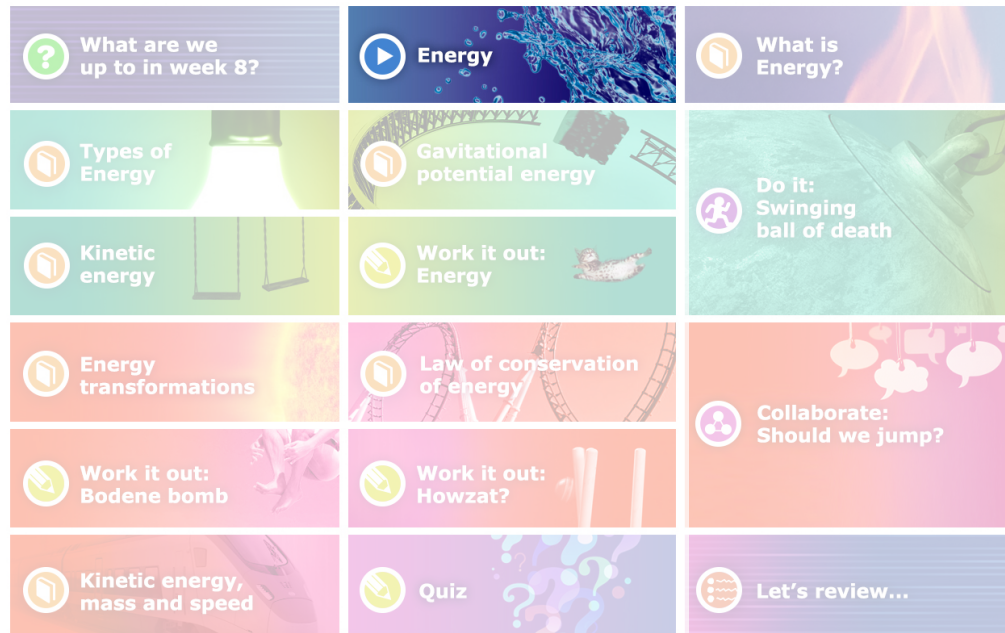 What are we
up to in week 8?
Energy
What is
Energy?
Types of
Energy
Gavitational
potential energy
Do it:
Swinging
ball of death
Kinetic
energy
Work it out:
Energy
Energy
transformations
Law of conservation
of energy
Collaborate:
Should we jump?
Work it out:
Bodene bomb
Work it out:
Howzat?
Kinetic energy,
mass and speed
Quiz
Let's review...